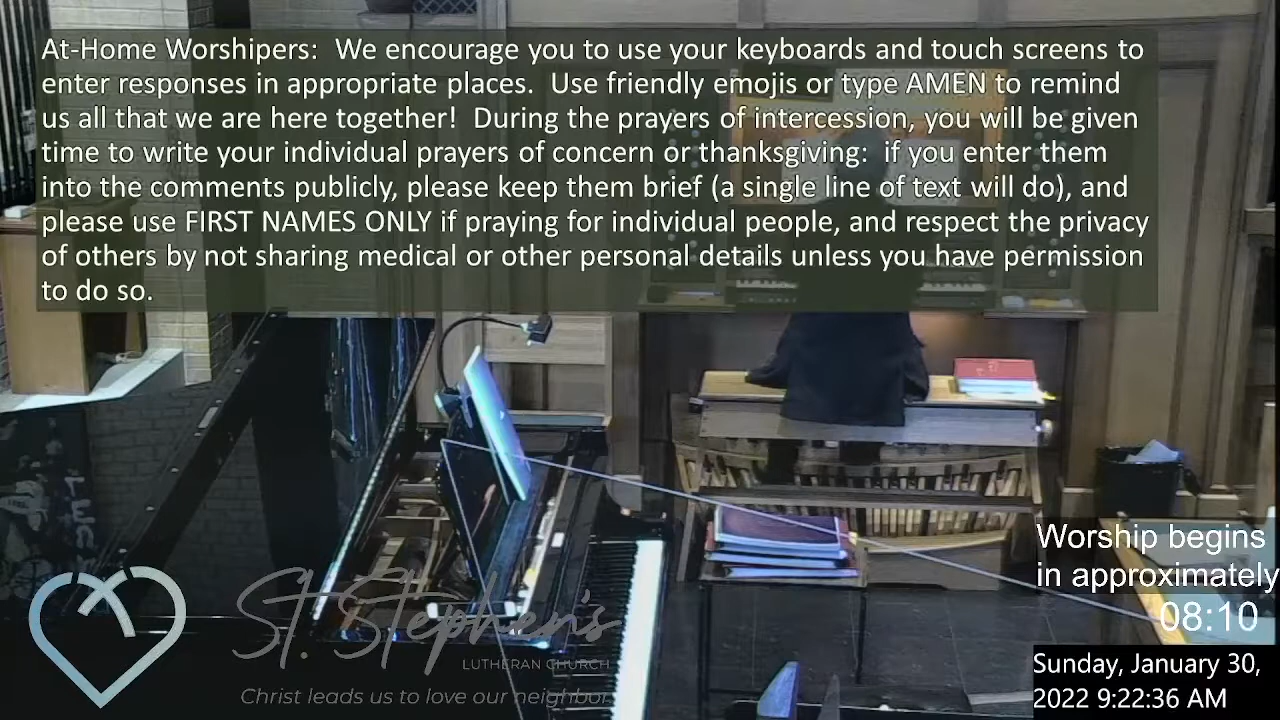 At-Home Worshipers: We encourage you to use your keyboards and touch screens to
enter responses in appropriate places. Use friendly emojis or type AMEN to remind
us all that we are here together! During the prayers of intercession, you will be given
time to write your individual prayers of concern or thanksgiving: if you enter them
into the comments publicly, please keep them brief (a single line of text will do), and
please use FIRST NAMES ONLY if praying for individual people, and respect the privacy
of others by not sharing medical or other personal details unless you have permission
to do so.
Worship begins
in approximately
08:10
St. Stephen's
LUTHERAN CHURCH
Christ leads us to love our neighbor
Sunday, January 30,
2022 9:22:36 AM